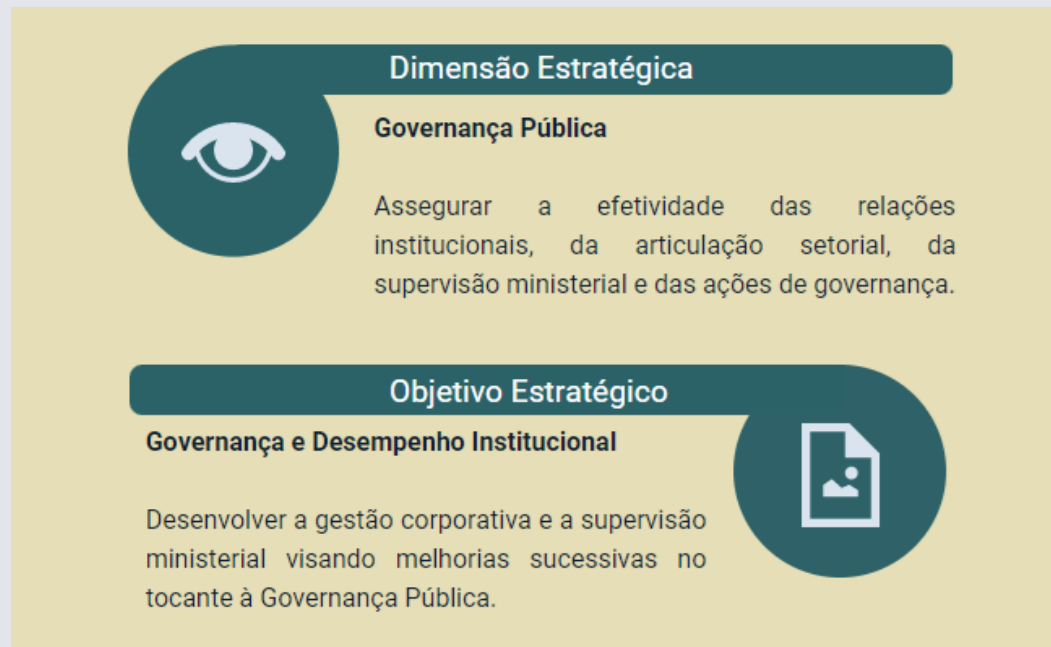 Dimensão Estratégica
Governança Pública
Assegurar a efetividade das relações
institucionais, da articulação setorial, da
supervisão ministerial e das ações de governança.
Objetivo Estratégico
Governança e Desempenho Institucional
Desenvolver a gestão corporativa e a supervisão
ministerial visando melhorias sucessivas no
tocante à Governança Pública.